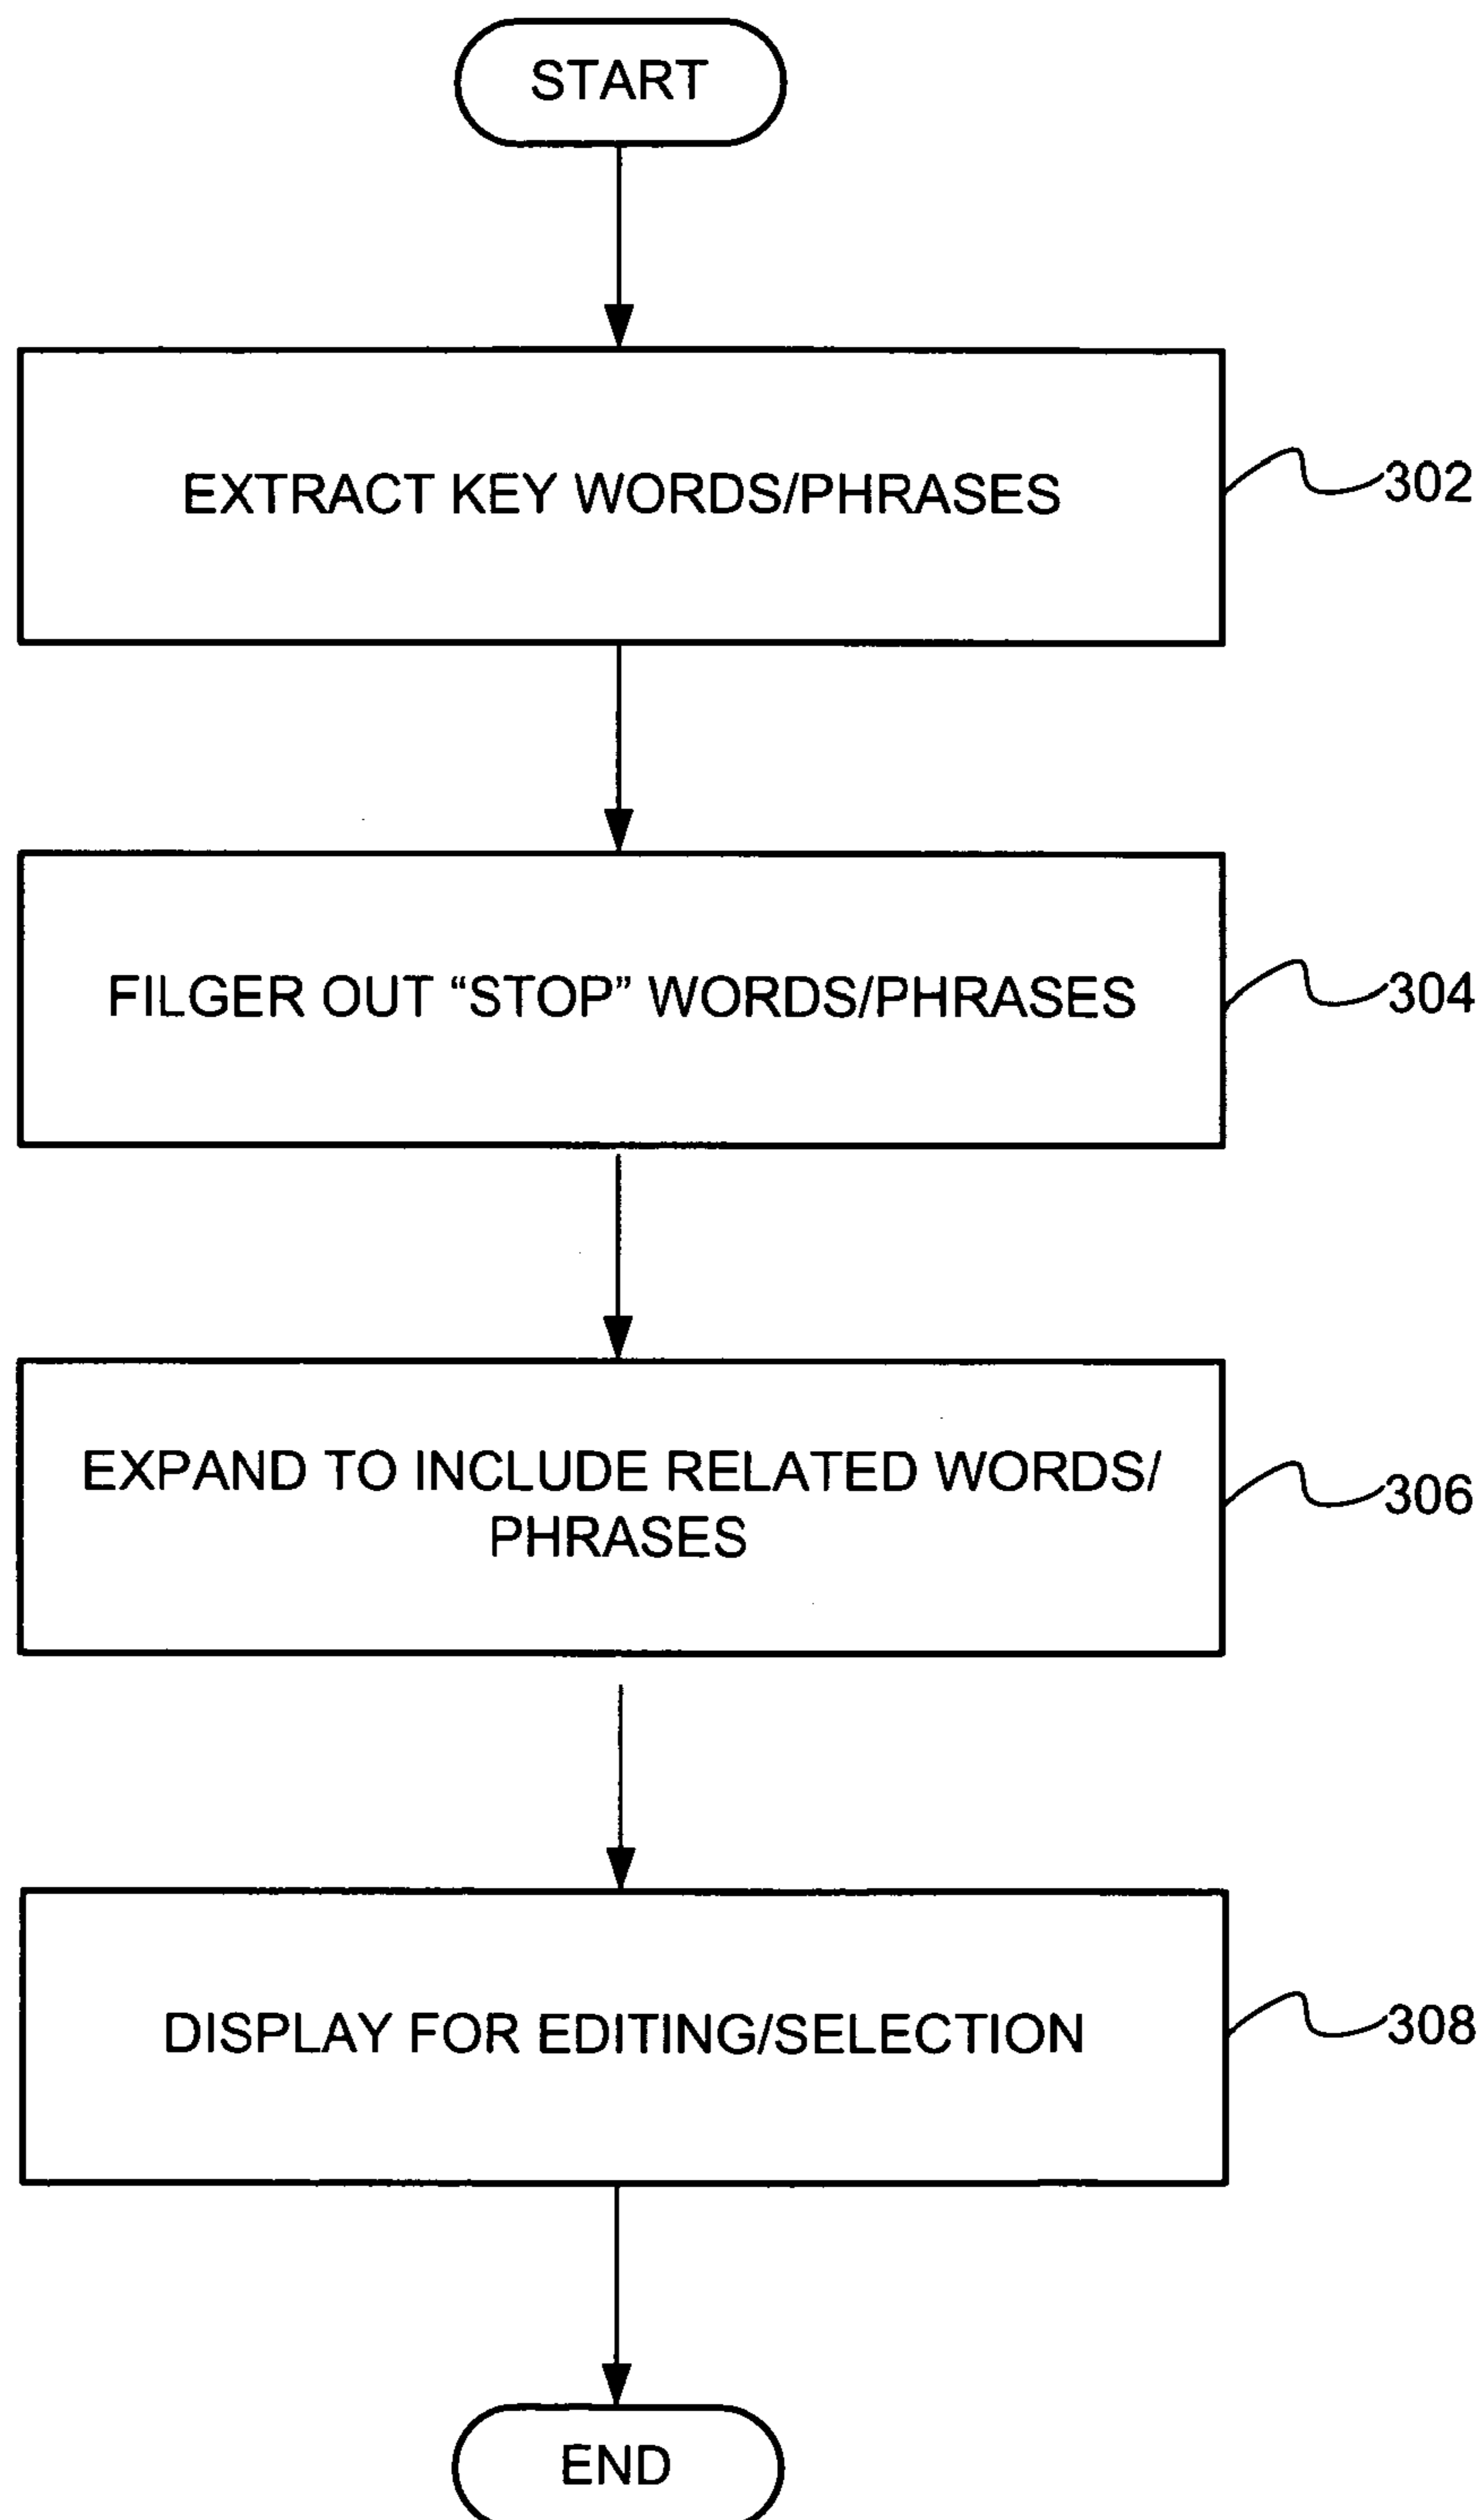 START
EXTRACT KEY WORDS/PHRASES
302
FILGER OUT “STOP” WORDS/PHRASES
304
EXPAND TO INCLUDE RELATED WORDS/
PHRASES
306
DISPLAY FOR EDITING/SELECTION
308
END